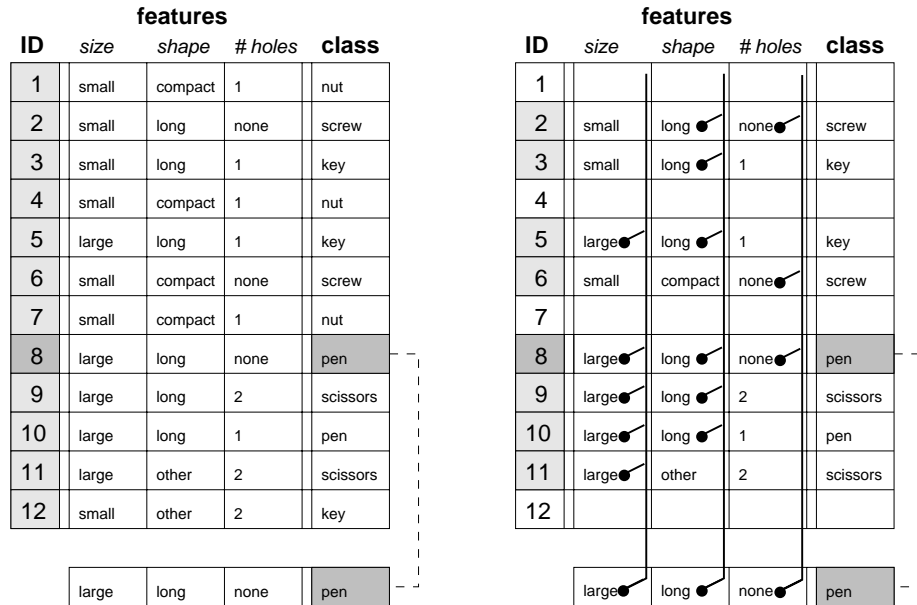 features
ID size shape # holes class
1 small compact 1 nut
2 small long none screw
3 small long 1 key
4 small compact 1 nut
5 large long 1 key
6 small compact none screw
7 small compact 1 nut
8 large long none pen
9 large long 2 scissors
10 large long 1 pen
11 large other 2 scissors
12 small other 2 key
large long none pen
features
ID size shape # holes class
1
2 small long none screw
3 small long 1 key
4
5 large long 1 key
6 small compact none screw
7
8 large long none pen
9 large long 2 scissors
10 large long 1 pen
11 large other 2 scissors
12
large long none pen